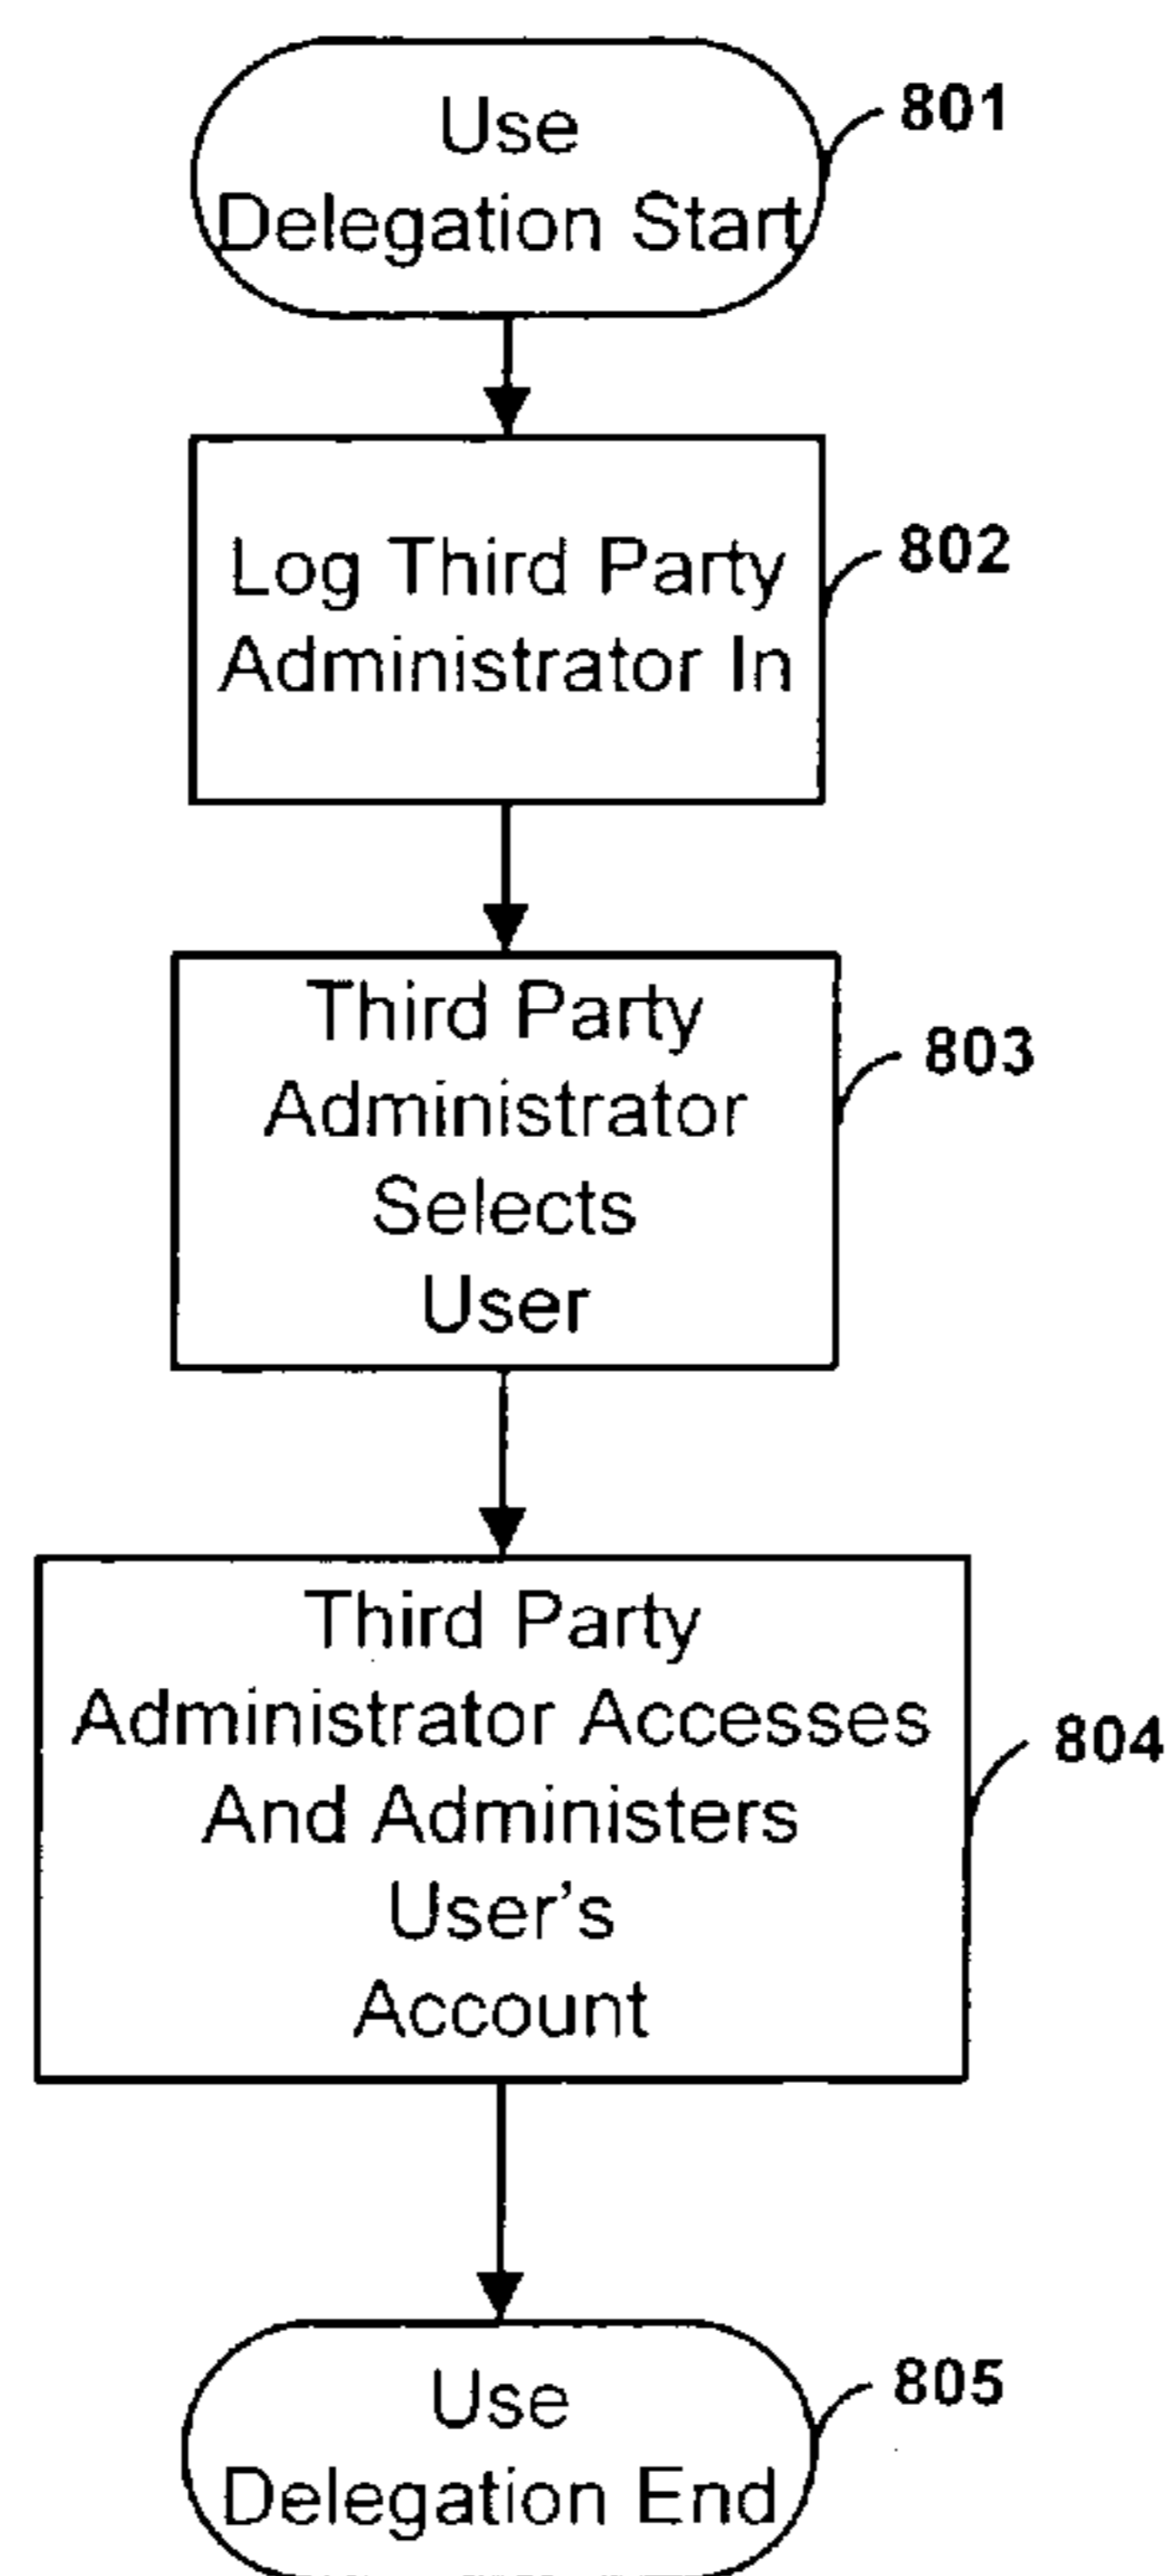 Use
Delegation Start
801
Log Third Party
Administrator In
802
Third Party
Administrator
Selects
User
803
Third Party
Administrator Accesses
And Administers
User's
Account
804
Use
Delegation End
805